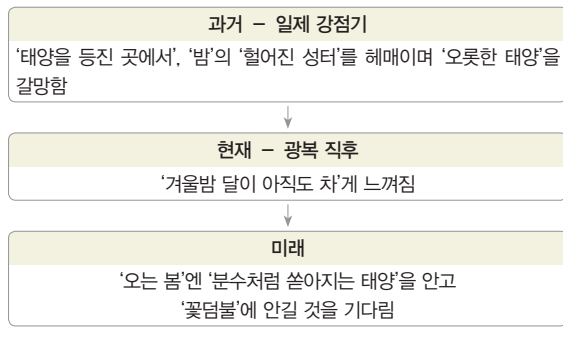 과거 – 일제 강점기
‘태양을 등진 곳에서’, ‘밤’의 ‘헐어진 성터’를 헤매이며 ‘오롯한 태양’을
갈망함
현재 – 광복 직후
‘겨울밤 달이 아직도 차’게 느껴짐
미래
‘오는 봄’엔 ‘분수처럼 쏟아지는 태양’을 안고
‘꽃덤불’에 안길 것을 기다림